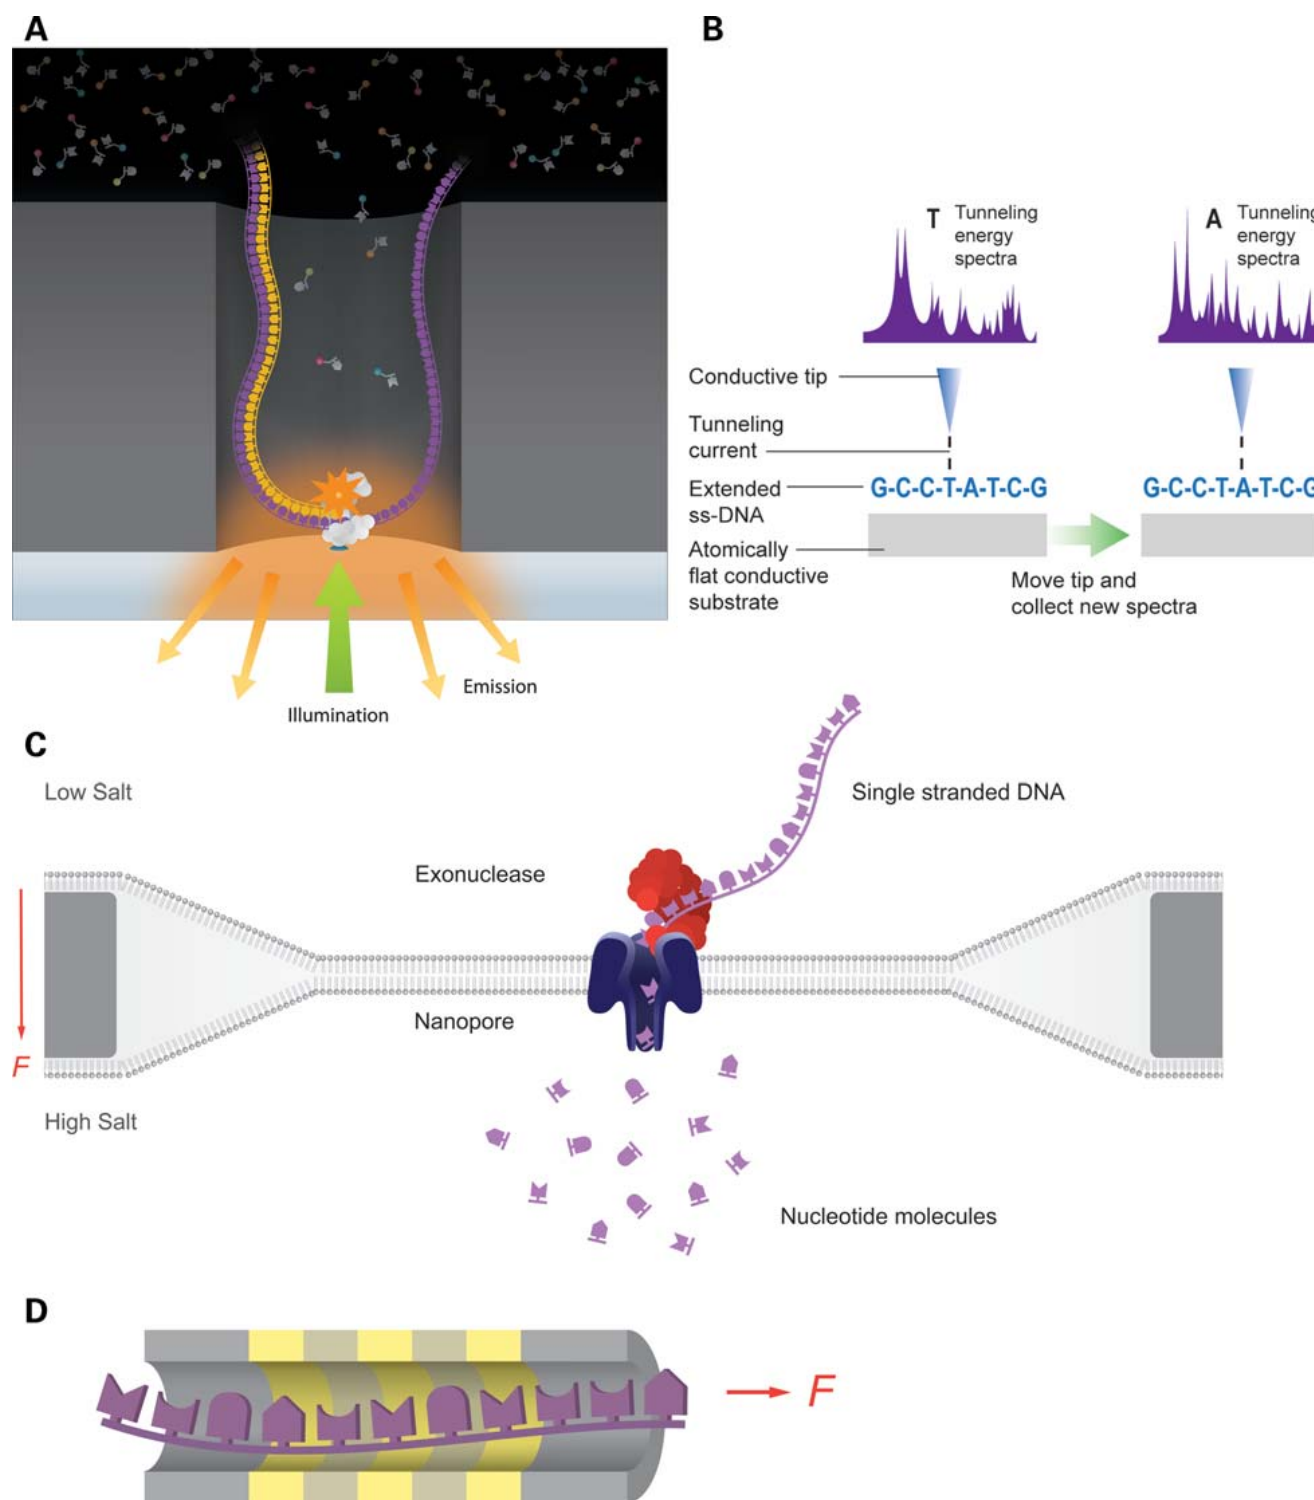 A
Illumination
Emission
B
T
Tunneling
energy
spectra
A
Tunneling
energy
spectra
Conductive tip
Tunneling
current
Extended
ss-DNA
G-C-C-T-A-T-C-G
G-C-C-T-A-T-C-G
Atomically
flat conductive
substrate
Move tip and
collect new spectra
C
Low Salt
Single stranded DNA
Exonuclease
Nanopore
F
High Salt
Nucleotide molecules
D
F